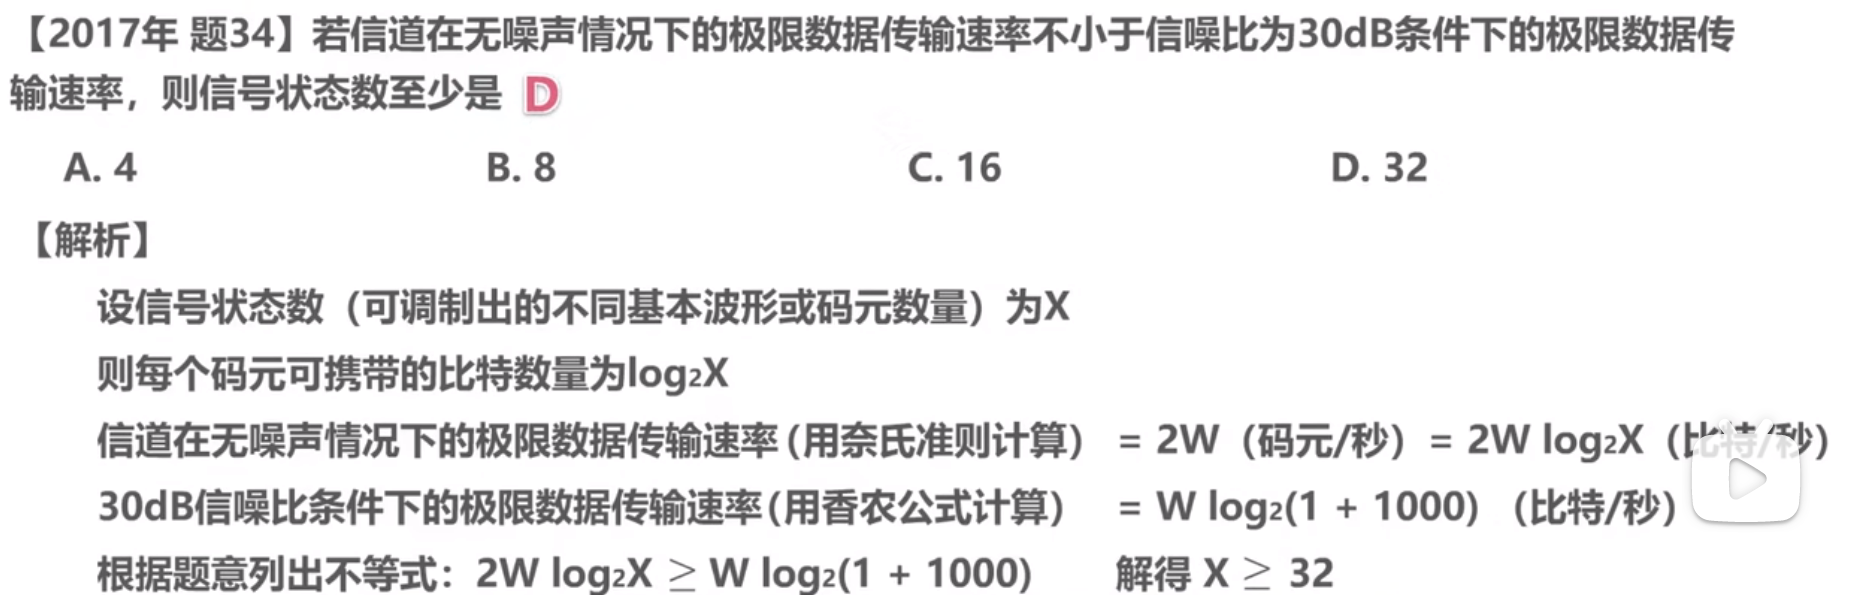 【2017年 题34】若信道在无噪声情况下的极限数据传输速率不小于信噪比为30dB条件下的极限数据传
输速率，则信号状态数至少是 D
A. 4 B. 8 C. 16 D. 32
【解析】
设信号状态数（可调制出的不同基本波形或码元数量）为X
则每个码元可携带的比特数量为log₂X
信道在无噪声情况下的极限数据传输速率(用奈氏准则计算） = 2W（码元/秒）= 2W log₂X（比特/秒）
30dB信噪比条件下的极限数据传输速率(用香农公式计算） = W log₂(1 + 1000) （比特/秒）
根据题意列出不等式：2W log₂X ≥ W log₂(1 + 1000) 解得 X ≥ 32